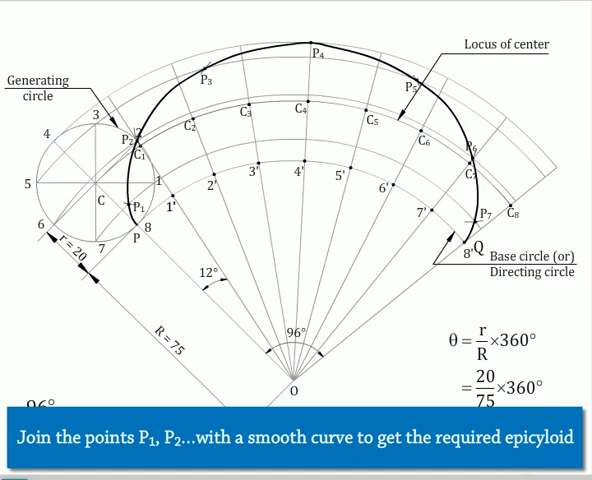 Locus of center
Generating
circle
P₄
P₃
P₅
3
4
2
P₂
C₁
C₂
C₃
C₄
C₅
C₆
P₆
C₇
5
C
1
1'
2'
3'
4'
5'
6'
7'
C₈
P₁
P₇
6
7
P
8
8'
Q
Base circle (or)
Directing circle
r = 20
R = 75
12°
96°
O
θ = r/R ×360°
= 20/75 ×360°
96°
Join the points P₁, P₂...with a smooth curve to get the required epicyloid